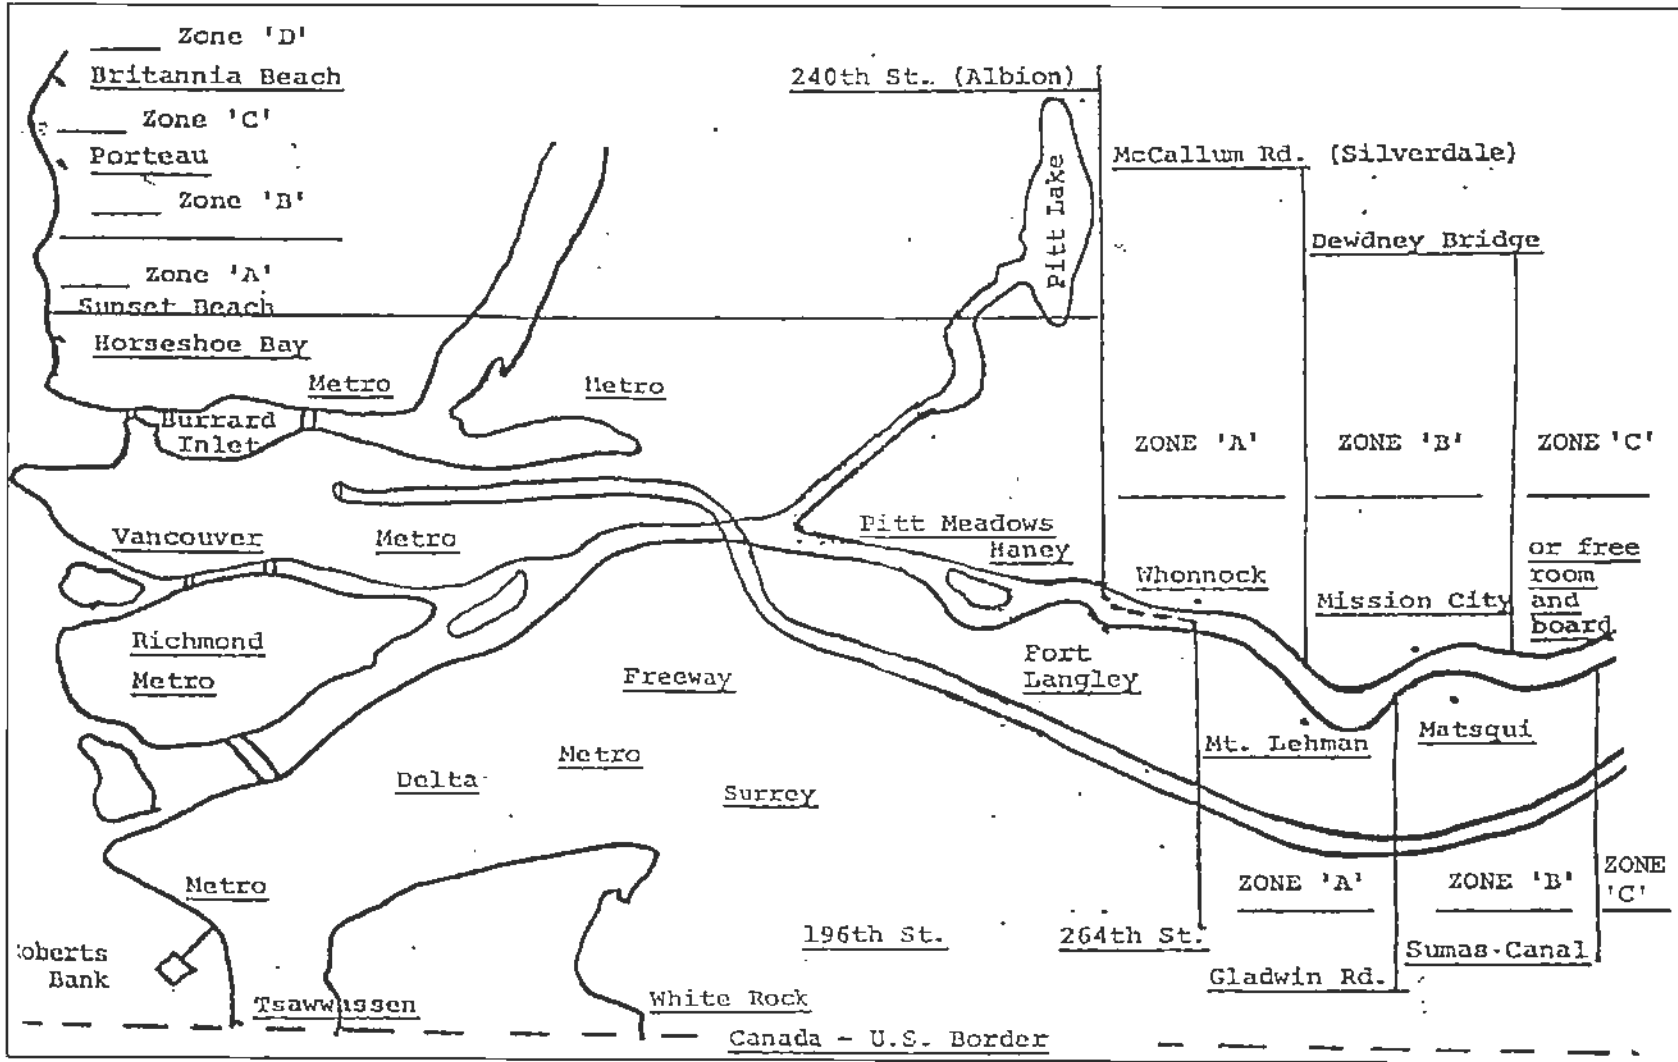 Zone 'D'
Britannia Beach
Zone 'C'
Porteau
Zone 'B'
Zone 'A'
Sunset Beach
Horseshoe Bay
240th St. (Albion)
McCallum Rd. (Silverdale)
Dewdney Bridge
Pitt Lake
Metro
Metro
Burrard
Inlet
ZONE 'A'
ZONE 'B'
ZONE 'C'
Vancouver
Metro
Pitt Meadows
Haney
Whonnock
Mission City
or free
room
and
board
Richmond
Metro
Freeway
Fort
Langley
Mt. Lehman
Matsqui
Metro
Delta
Surrey
Metro
ZONE 'A'
ZONE 'B'
ZONE
'C'
196th St.
264th St.
Gladwin Rd.
Sumas-Canal
oberts
Bank
Tsawwassen
White Rock
Canada - U.S. Border